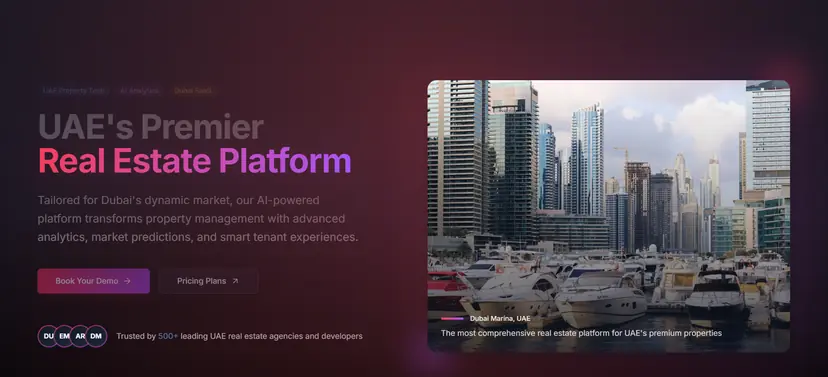 UAE Property Tech
AI Analytics
UAE's Premier
Real Estate Platform
Tailored for Dubai's dynamic market, our AI-powered
platform transforms property management with advanced
analytics, market predictions, and smart tenant experiences.
Book Your Demo →
Pricing Plans ↗
DU EM AR DM
Trusted by 500+ leading UAE real estate agencies and developers
Dubai Marina, UAE
The most comprehensive real estate platform for UAE's premium properties